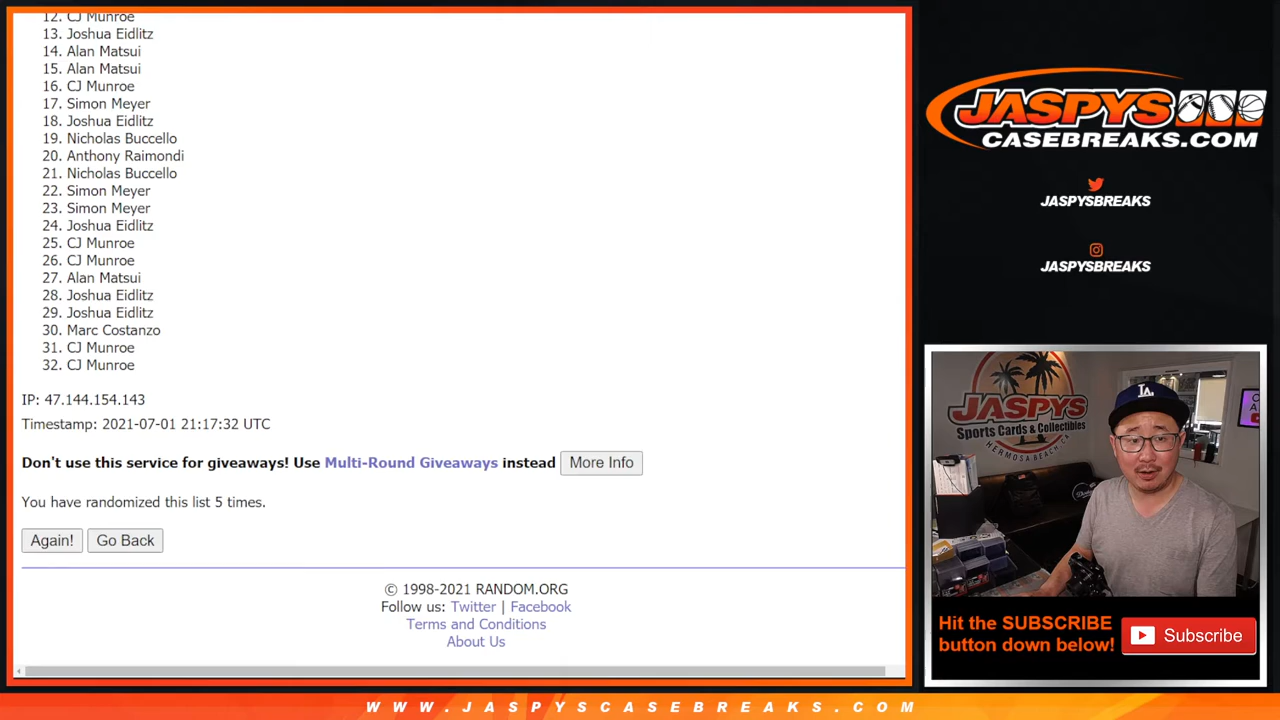 12. CJ Munroe
13. Joshua Eidlitz
14. Alan Matsui
15. Alan Matsui
16. CJ Munroe
17. Simon Meyer
18. Joshua Eidlitz
19. Nicholas Buccello
20. Anthony Raimondi
21. Nicholas Buccello
22. Simon Meyer
23. Simon Meyer
24. Joshua Eidlitz
25. CJ Munroe
26. CJ Munroe
27. Alan Matsui
28. Joshua Eidlitz
29. Joshua Eidlitz
30. Marc Costanzo
31. CJ Munroe
32. CJ Munroe
IP: 47.144.154.143
Timestamp: 2021-07-01 21:17:32 UTC
Don't use this service for giveaways! Use Multi-Round Giveaways instead More Info
You have randomized this list 5 times.
Again! Go Back
© 1998-2021 RANDOM.ORG
Follow us: Twitter | Facebook
Terms and Conditions
About Us
JASPYS
CASEBREAKS.COM
JASPYSBREAKS
JASPYSBREAKS
JASPYS
Sports Cards & Collectibles
HERMOSA BEACH, CA
LA
Hit the SUBSCRIBE
button down below!
Subscribe
WWW.JASPYSCASEBREAKS.COM